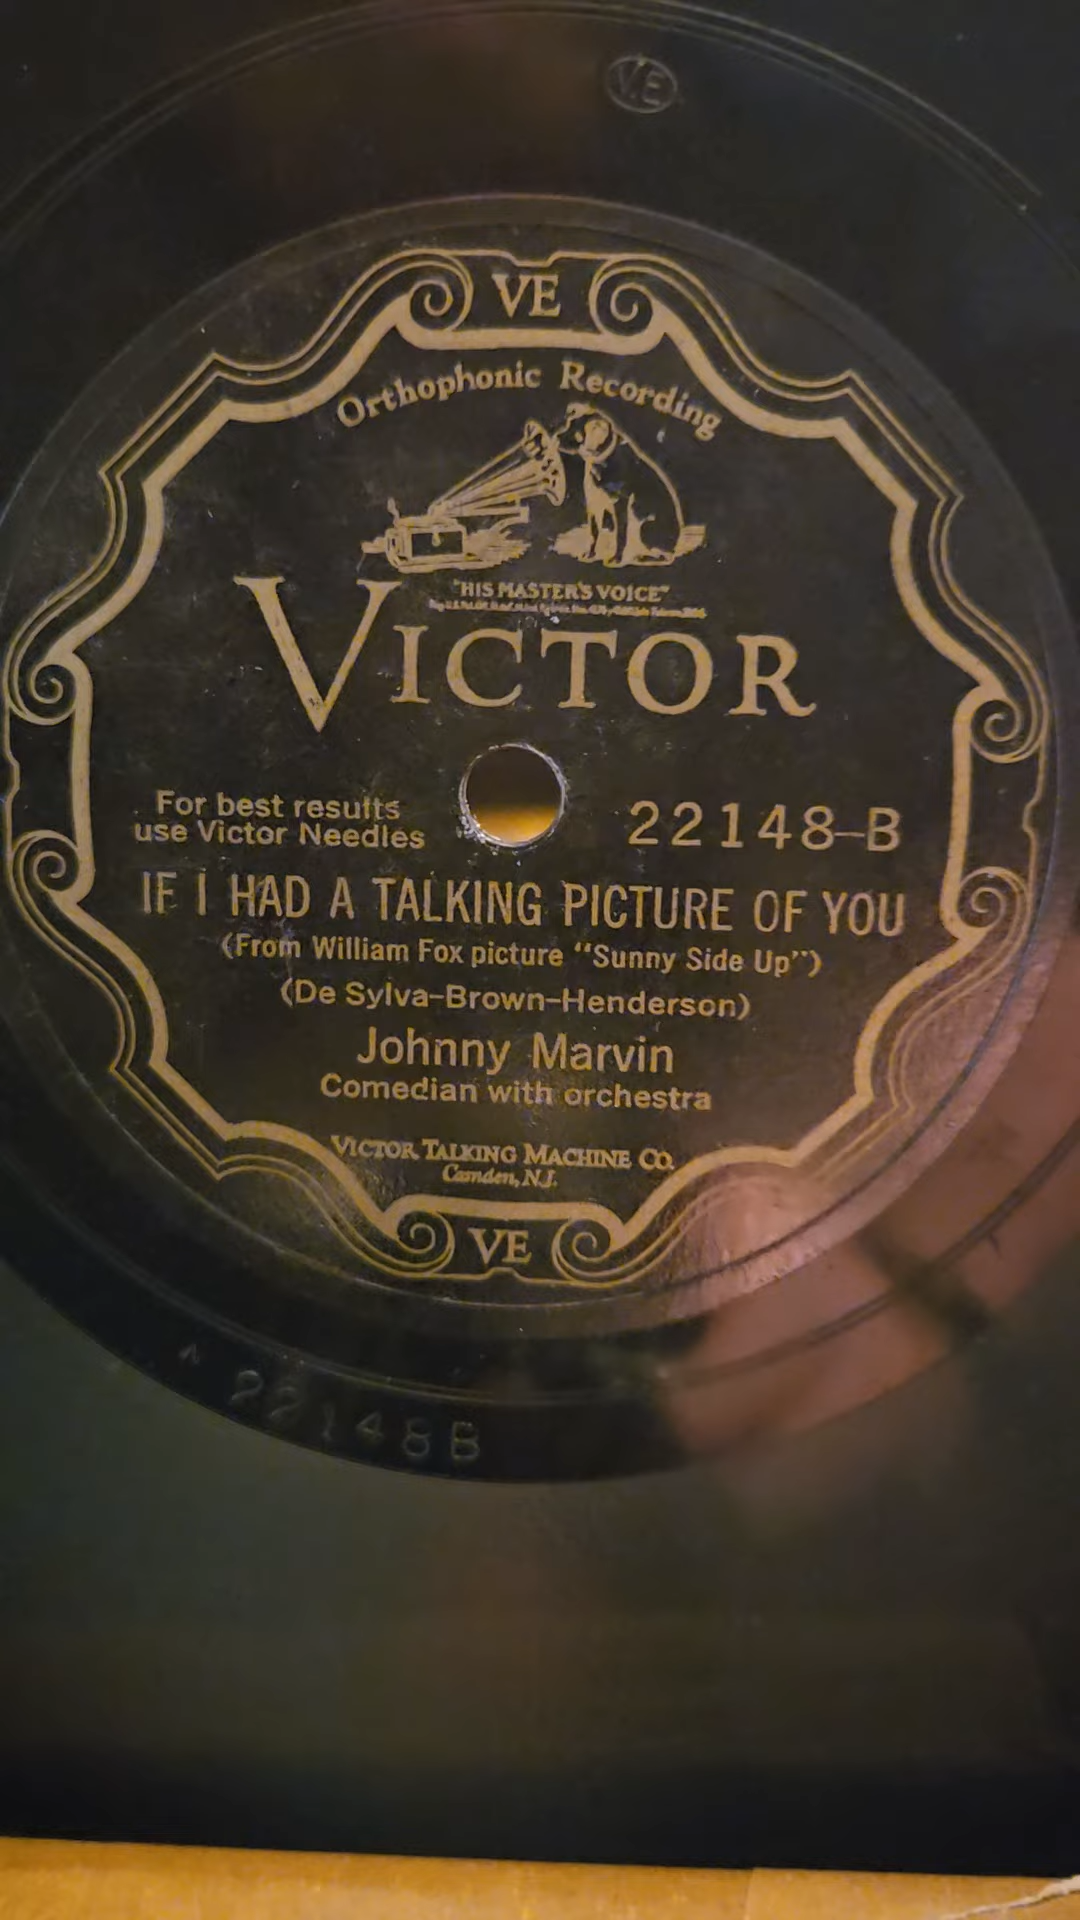 V.E
VE
Orthophonic Recording
"HIS MASTER'S VOICE"
VICTOR
For best results
use Victor Needles
22148-B
IF I HAD A TALKING PICTURE OF YOU
(From William Fox picture "Sunny Side Up")
(De Sylva-Brown-Henderson)
Johnny Marvin
Comedian with orchestra
VICTOR TALKING MACHINE CO.
Camden, N.J.
VE
22148B